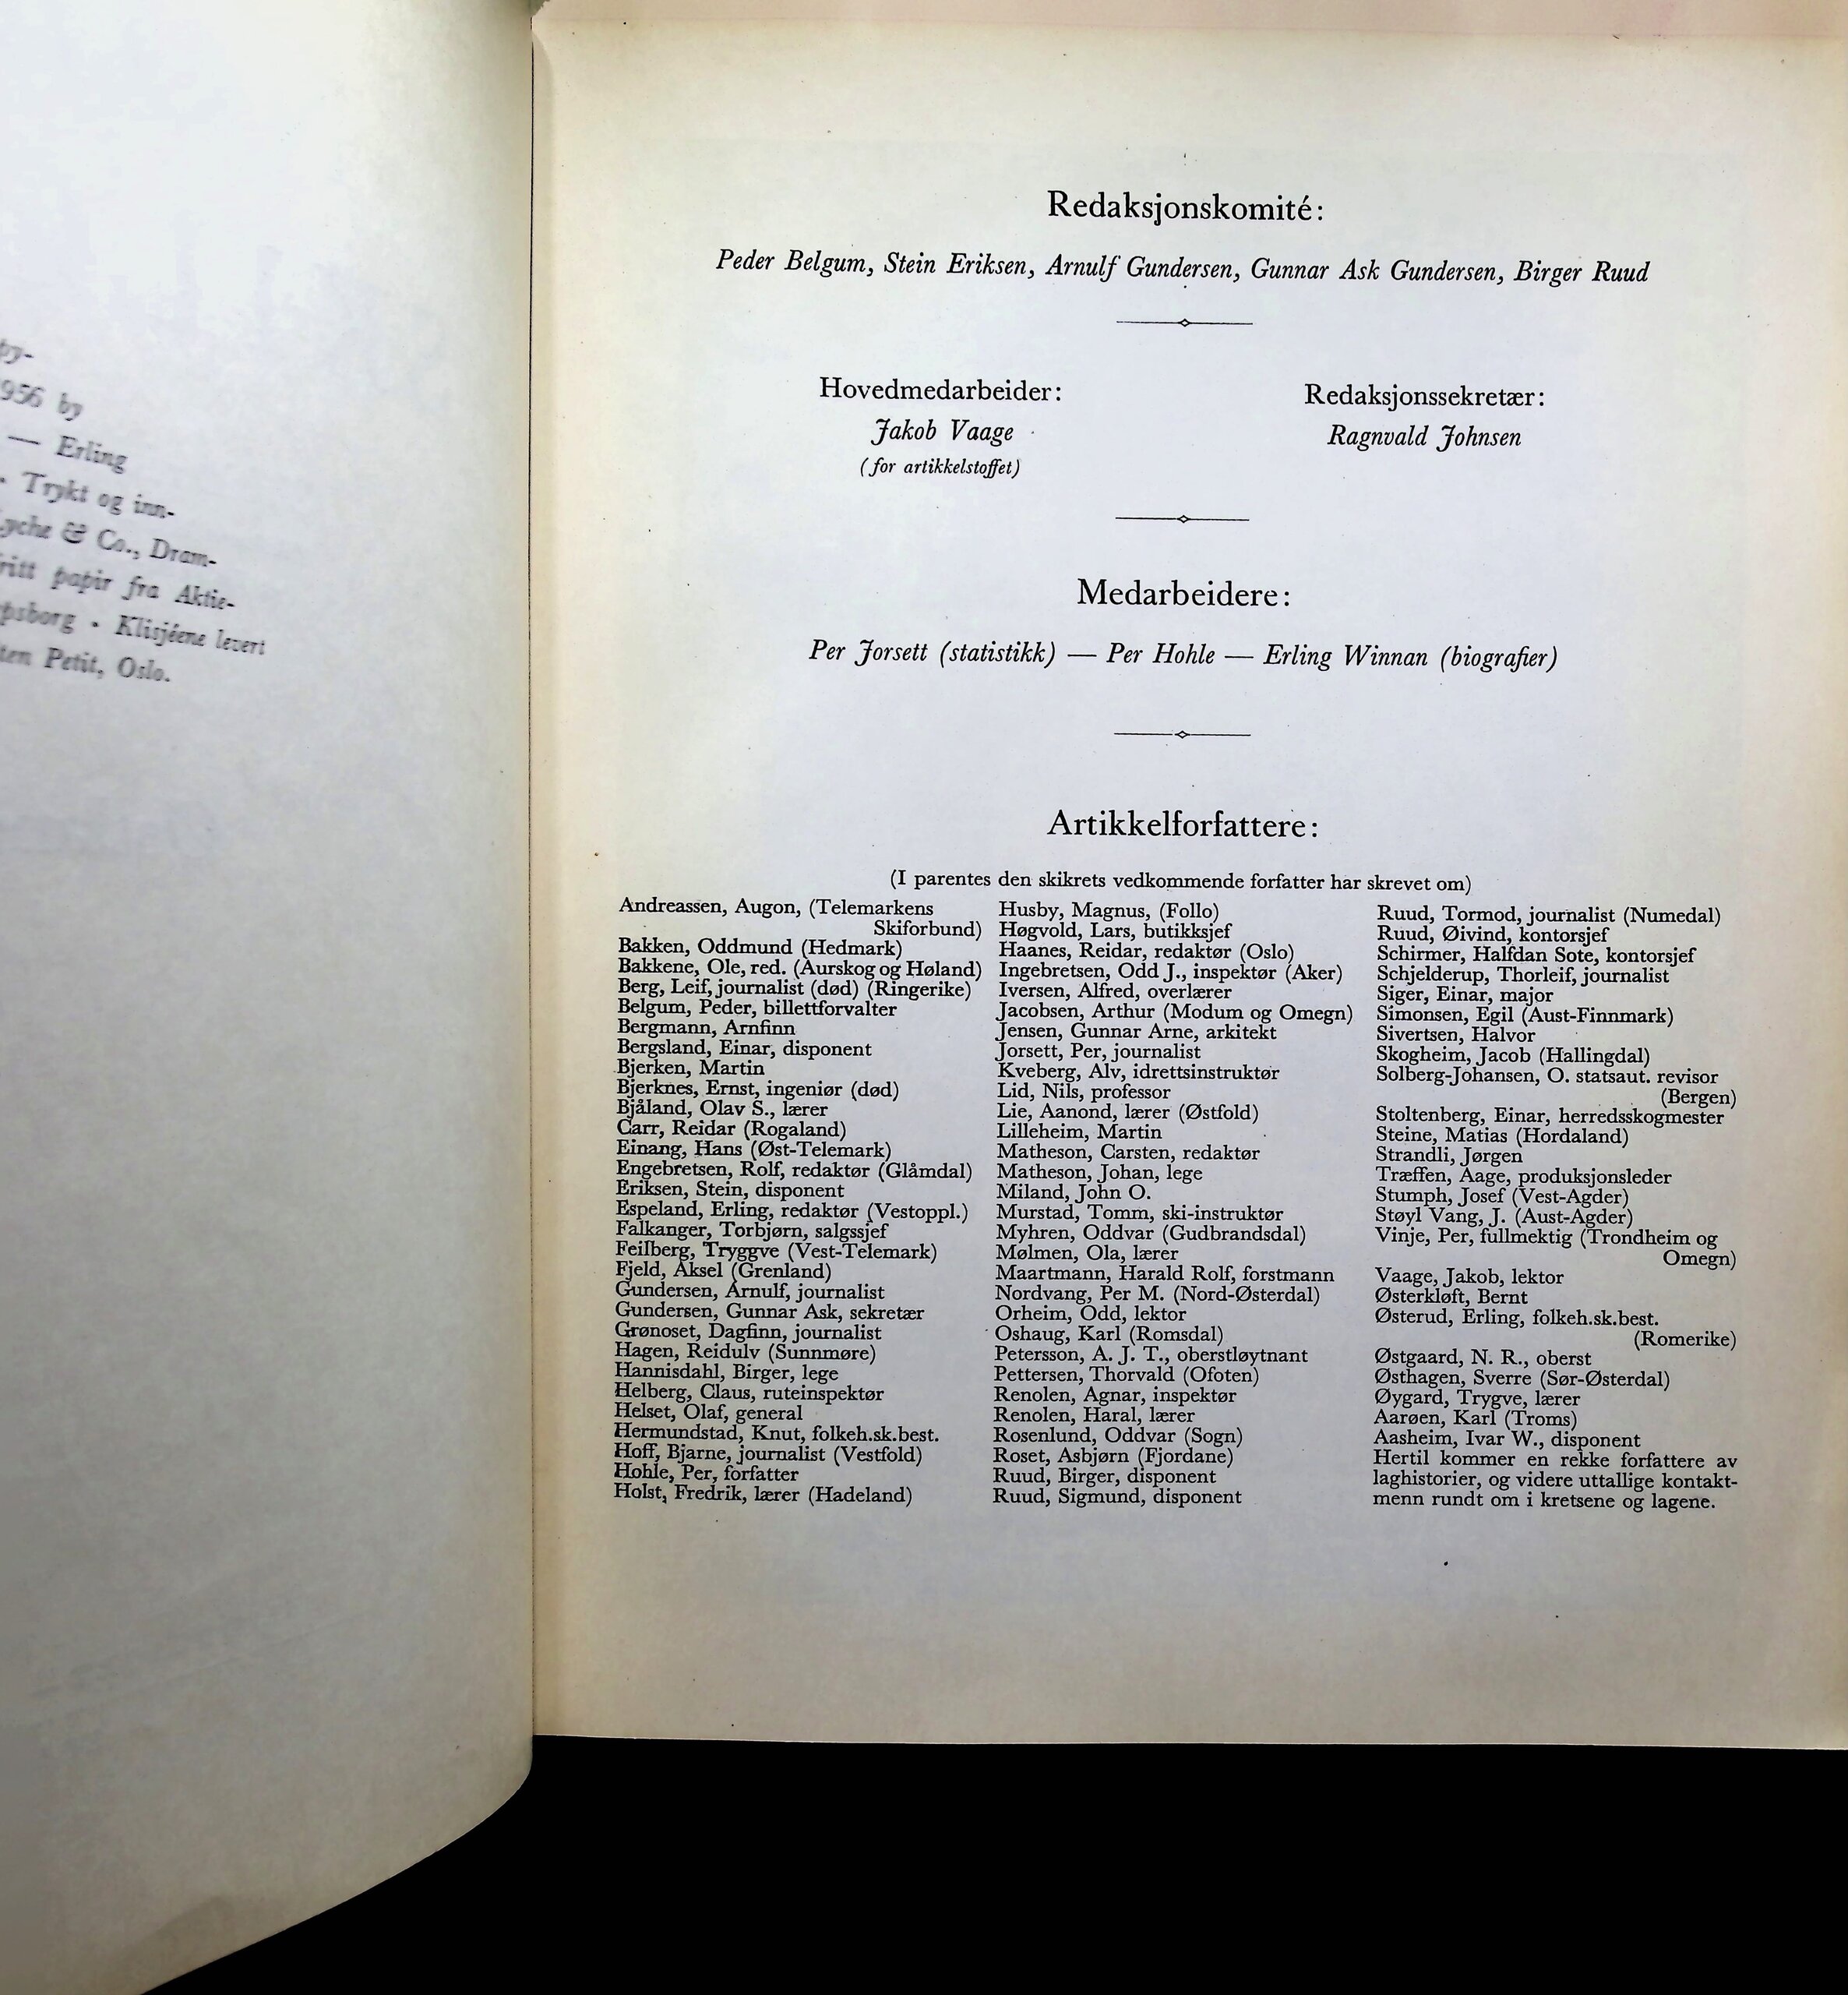 by-
956 by
— Erling
• Trykt og inn-
& Co., Dram-
papir fra Aktie-
• Klisjéene levert
Petit, Oslo.
Redaksjonskomité:
Peder Belgum, Stein Eriksen, Arnulf Gundersen, Gunnar Ask Gundersen, Birger Ruud
Hovedmedarbeider:
Jakob Vaage
(for artikkelstoffet)
Redaksjonssekretær:
Ragnvald Johnsen
Medarbeidere:
Per Jorsett (statistikk) — Per Hohle — Erling Winnan (biografier)
Artikkelforfattere:
(I parentes den skikrets vedkommende forfatter har skrevet om)
Andreassen, Augon, (Telemarkens
Skiforbund)
Bakken, Oddmund (Hedmark)
Bakkene, Ole, red. (Aurskog og Høland)
Berg, Leif, journalist (død) (Ringerike)
Belgum, Peder, billettforvalter
Bergmann, Arnfinn
Bergsland, Einar, disponent
Bjerken, Martin
Bjerknes, Ernst, ingeniør (død)
Bjåland, Olav S., lærer
Carr, Reidar (Rogaland)
Einang, Hans (Øst-Telemark)
Engebretsen, Rolf, redaktør (Glåmdal)
Eriksen, Stein, disponent
Espeland, Erling, redaktør (Vestoppl.)
Falkanger, Torbjørn, salgssjef
Feilberg, Tryggve (Vest-Telemark)
Fjeld, Aksel (Grenland)
Gundersen, Arnulf, journalist
Gundersen, Gunnar Ask, sekretær
Grønoset, Dagfinn, journalist
Hagen, Reidulv (Sunnmøre)
Hannisdahl, Birger, lege
Helberg, Claus, ruteinspektør
Helset, Olaf, general
Hermundstad, Knut, folkeh.sk.best.
Hoff, Bjarne, journalist (Vestfold)
Hohle, Per, forfatter
Holst, Fredrik, lærer (Hadeland)
Husby, Magnus, (Follo)
Høgvold, Lars, butikksjef
Haanes, Reidar, redaktør (Oslo)
Ingebretsen, Odd J., inspektør (Aker)
Iversen, Alfred, overlærer
Jacobsen, Arthur (Modum og Omegn)
Jensen, Gunnar Arne, arkitekt
Jorsett, Per, journalist
Kveberg, Alv, idrettsinstruktør
Lid, Nils, professor
Lie, Aanond, lærer (Østfold)
Lilleheim, Martin
Matheson, Carsten, redaktør
Matheson, Johan, lege
Miland, John O.
Murstad, Tomm, ski-instruktør
Myhren, Oddvar (Gudbrandsdal)
Mølmen, Ola, lærer
Maartmann, Harald Rolf, forstmann
Nordvang, Per M. (Nord-Østerdal)
Orheim, Odd, lektor
Oshaug, Karl (Romsdal)
Petersson, A. J. T., oberstløytnant
Pettersen, Thorvald (Ofoten)
Renolen, Agnar, inspektør
Renolen, Haral, lærer
Rosenlund, Oddvar (Sogn)
Roset, Asbjørn (Fjordane)
Ruud, Birger, disponent
Ruud, Sigmund, disponent
Ruud, Tormod, journalist (Numedal)
Ruud, Øivind, kontorsjef
Schirmer, Halfdan Sote, kontorsjef
Schjelderup, Thorleif, journalist
Siger, Einar, major
Simonsen, Egil (Aust-Finnmark)
Sivertsen, Halvor
Skogheim, Jacob (Hallingdal)
Solberg-Johansen, O. statsaut. revisor
(Bergen)
Stoltenberg, Einar, herredsskogmester
Steine, Matias (Hordaland)
Strandli, Jørgen
Træffen, Aage, produksjonsleder
Stumph, Josef (Vest-Agder)
Støyl Vang, J. (Aust-Agder)
Vinje, Per, fullmektig (Trondheim og
Omegn)
Vaage, Jakob, lektor
Østerkløft, Bernt
Østerud, Erling, folkeh.sk.best.
(Romerike)
Østgaard, N. R., oberst
Østhagen, Sverre (Sør-Østerdal)
Øygard, Trygve, lærer
Aarøen, Karl (Troms)
Aasheim, Ivar W., disponent
Hertil kommer en rekke forfattere av
laghistorier, og videre uttallige kontakt-
menn rundt om i kretsene og lagene.